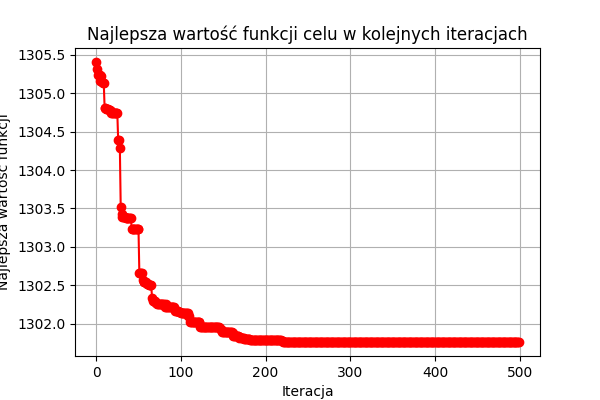 Najlepsza wartość funkcji celu w kolejnych iteracjach
Najlepsza wartość funkcji
1305.5
1305.0
1304.5
1304.0
1303.5
1303.0
1302.5
1302.0
0 100 200 300 400 500
Iteracja